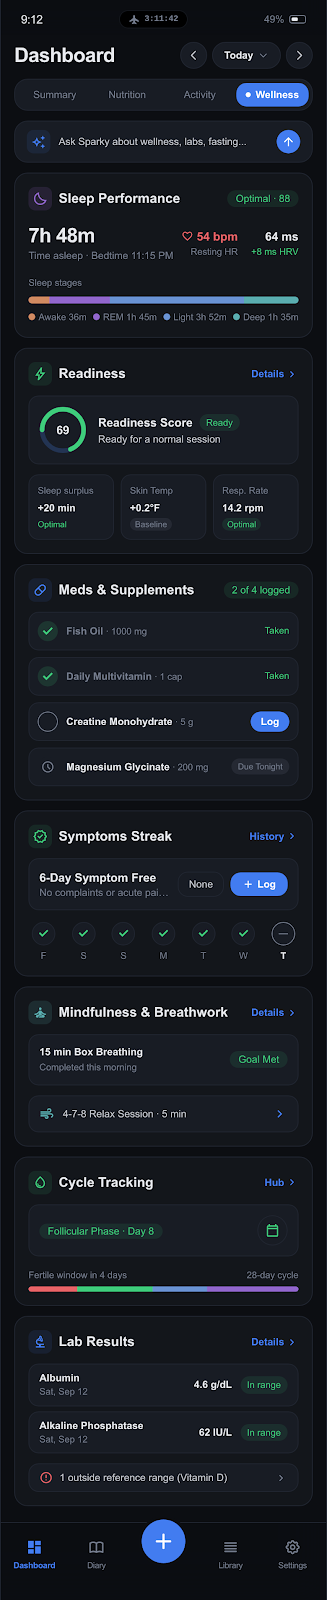 9:12
3:11:42
49%
Dashboard
Today
Summary
Nutrition
Activity
Wellness
Ask Sparky about wellness, labs, fasting...
Sleep Performance
Optimal · 88
7h 48m
54 bpm
64 ms
Time asleep · Bedtime 11:15 PM
Resting HR
+8 ms HRV
Sleep stages
Awake 36m
REM 1h 45m
Light 3h 52m
Deep 1h 35m
Readiness
Details
69
Readiness Score
Ready
Ready for a normal session
Sleep surplus
+20 min
Optimal
Skin Temp
+0.2°F
Baseline
Resp. Rate
14.2 rpm
Optimal
Meds & Supplements
2 of 4 logged
Fish Oil · 1000 mg
Taken
Daily Multivitamin · 1 cap
Taken
Creatine Monohydrate · 5 g
Log
Magnesium Glycinate · 200 mg
Due Tonight
Symptoms Streak
History
6-Day Symptom Free
No complaints or acute pai...
None
+ Log
F
S
S
M
T
W
T
Mindfulness & Breathwork
Details
15 min Box Breathing
Completed this morning
Goal Met
4-7-8 Relax Session · 5 min
Cycle Tracking
Hub
Follicular Phase · Day 8
Fertile window in 4 days
28-day cycle
Lab Results
Details
Albumin
Sat, Sep 12
4.6 g/dL
In range
Alkaline Phosphatase
Sat, Sep 12
62 IU/L
In range
1 outside reference range (Vitamin D)
Dashboard
Diary
Library
Settings